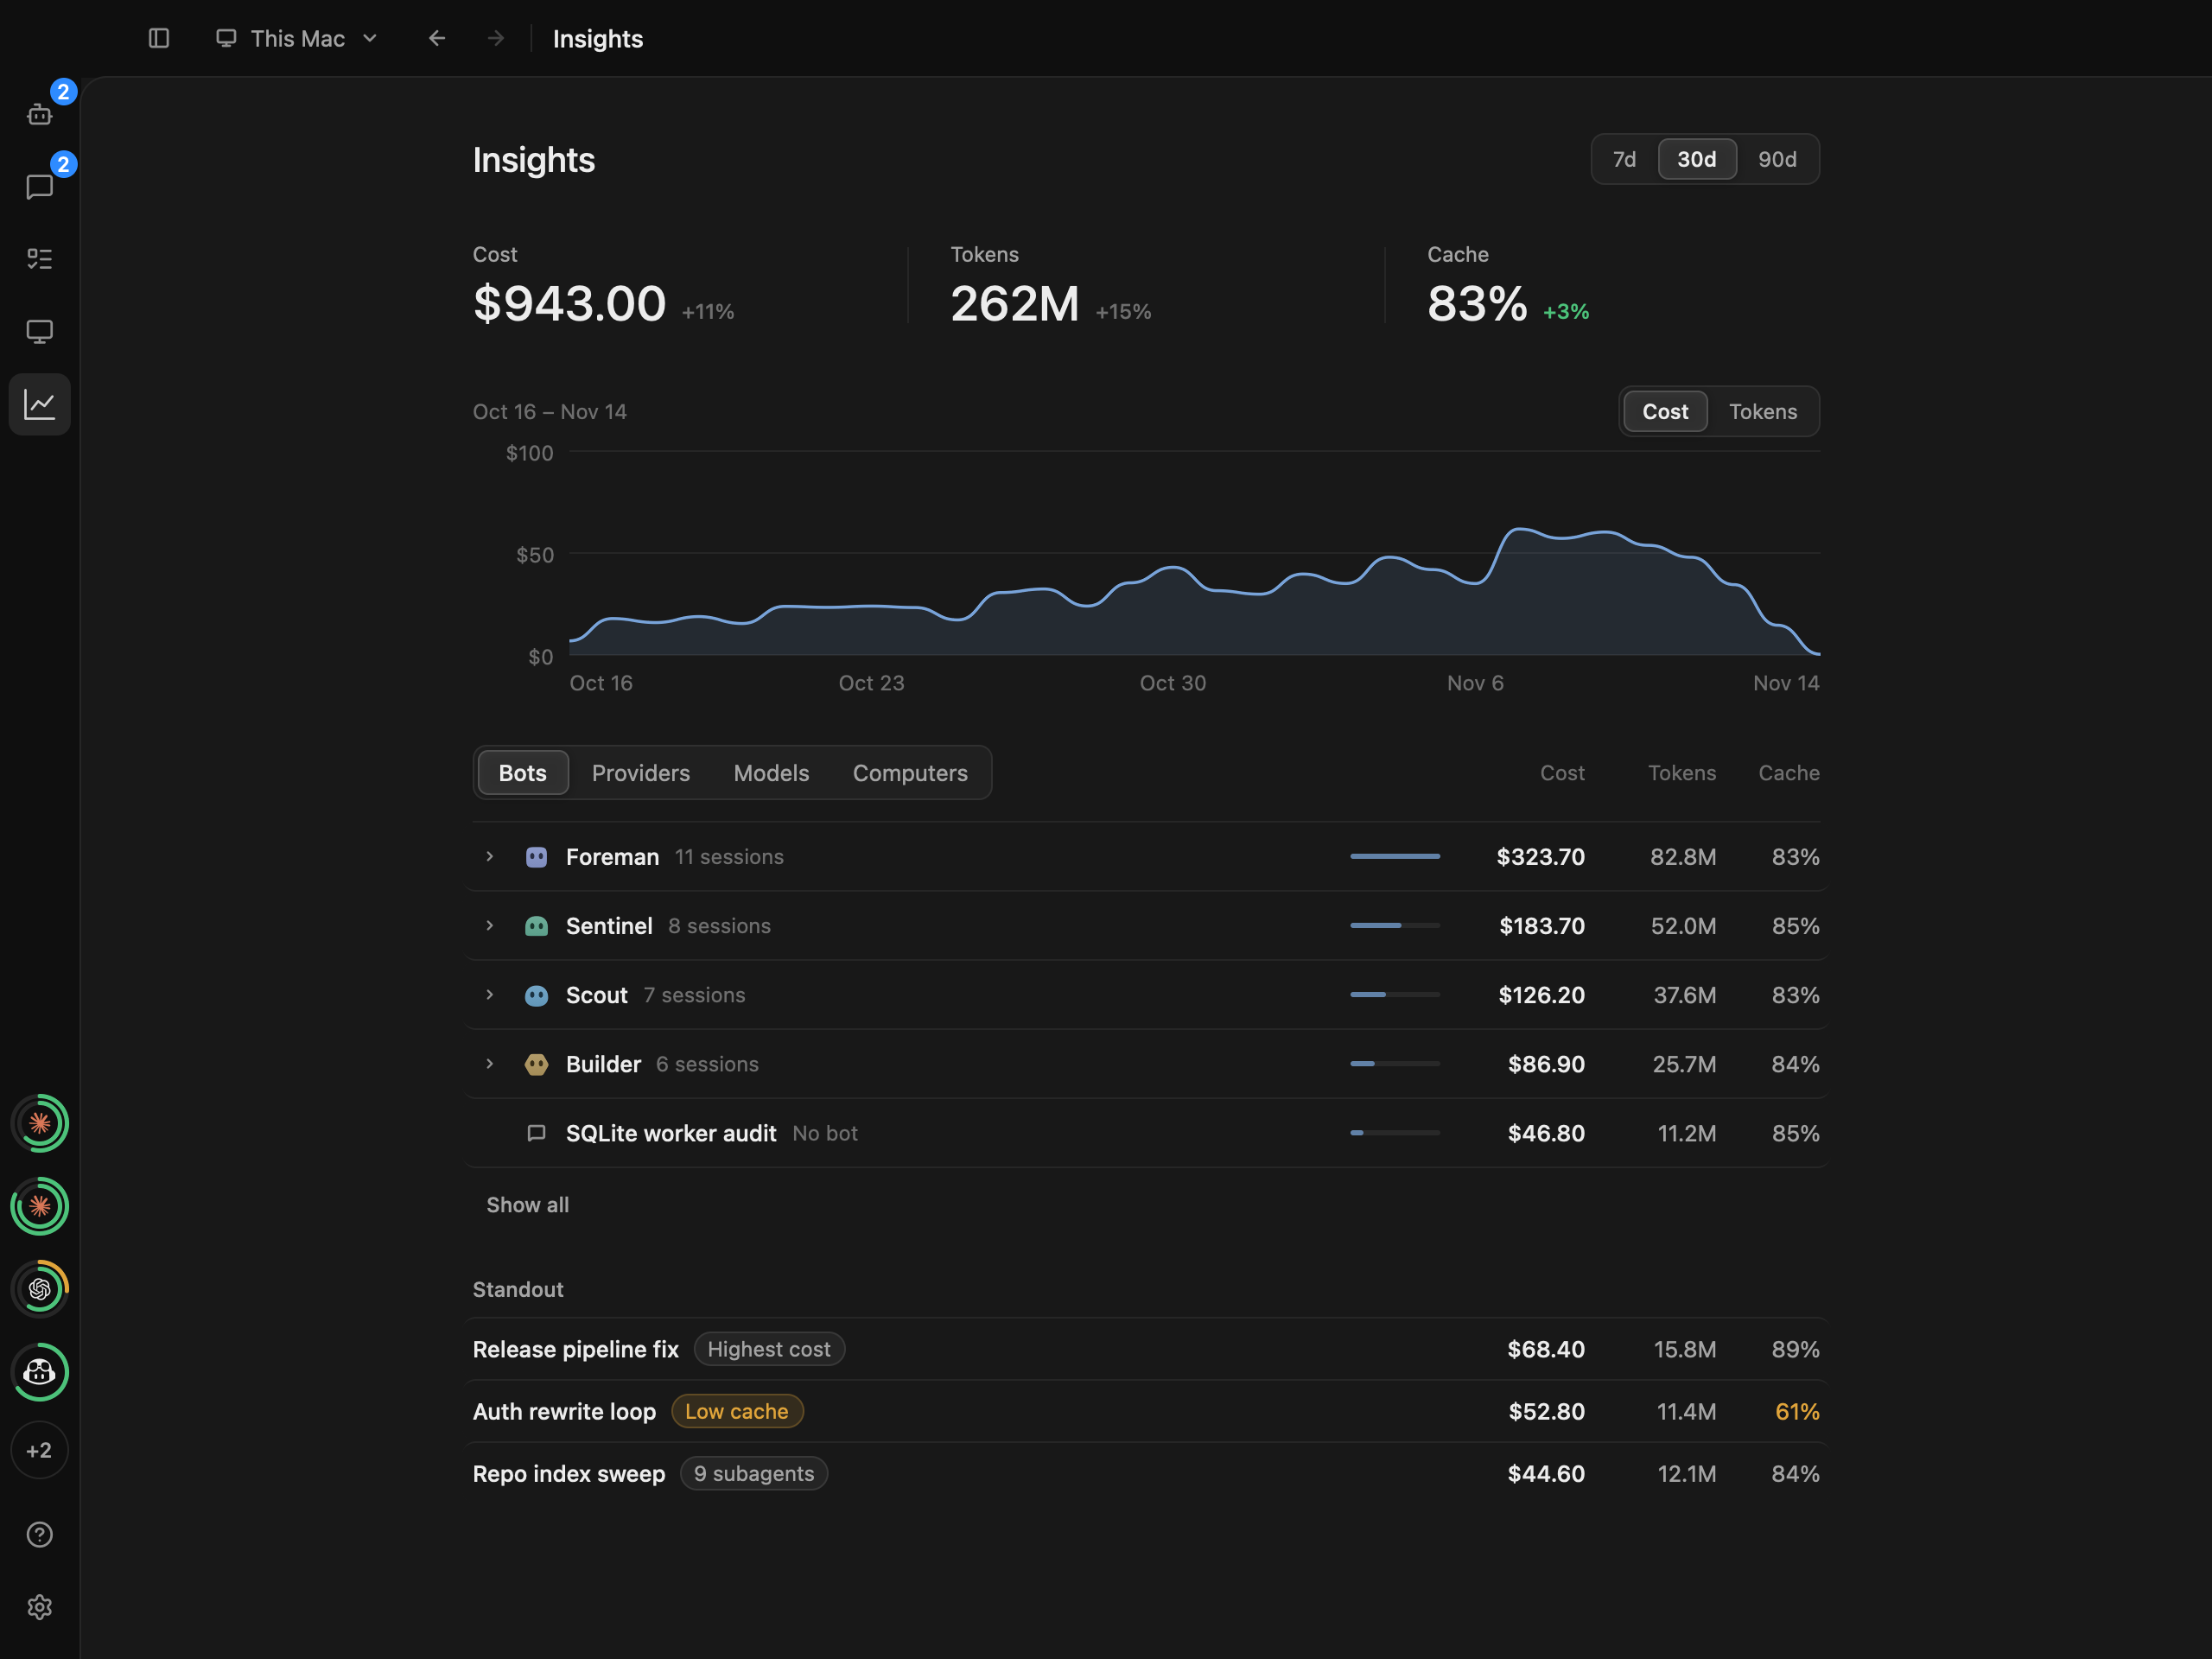 This Mac
Insights
2
2
Insights
7d 30d 90d
Cost
$943.00 +11%
Tokens
262M +15%
Cache
83% +3%
Oct 16 – Nov 14
Cost Tokens
$100
$50
$0
Oct 16 Oct 23 Oct 30 Nov 6 Nov 14
Bots Providers Models Computers Cost Tokens Cache
Foreman 11 sessions $323.70 82.8M 83%
Sentinel 8 sessions $183.70 52.0M 85%
Scout 7 sessions $126.20 37.6M 83%
Builder 6 sessions $86.90 25.7M 84%
SQLite worker audit No bot $46.80 11.2M 85%
Show all
Standout
Release pipeline fix Highest cost $68.40 15.8M 89%
Auth rewrite loop Low cache $52.80 11.4M 61%
Repo index sweep 9 subagents $44.60 12.1M 84%
+2